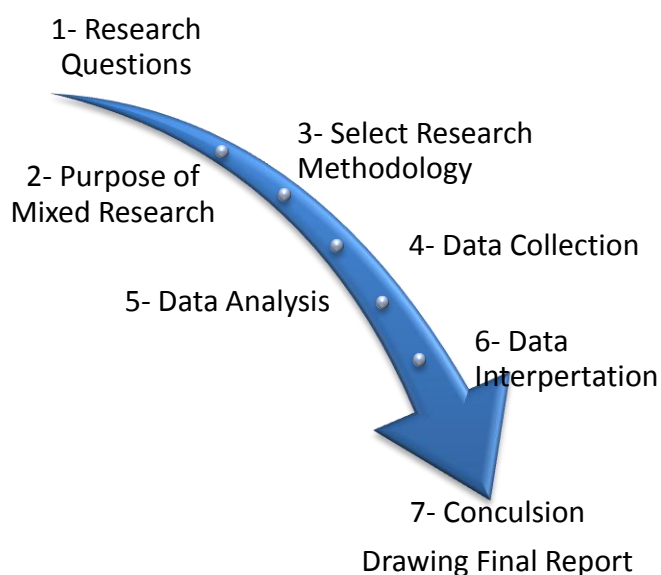 1- Research
Questions
2- Purpose of
Mixed Research
3- Select Research
Methodology
4- Data Collection
5- Data Analysis
6- Data
Interpertation
7- Conculsion
Drawing Final Report